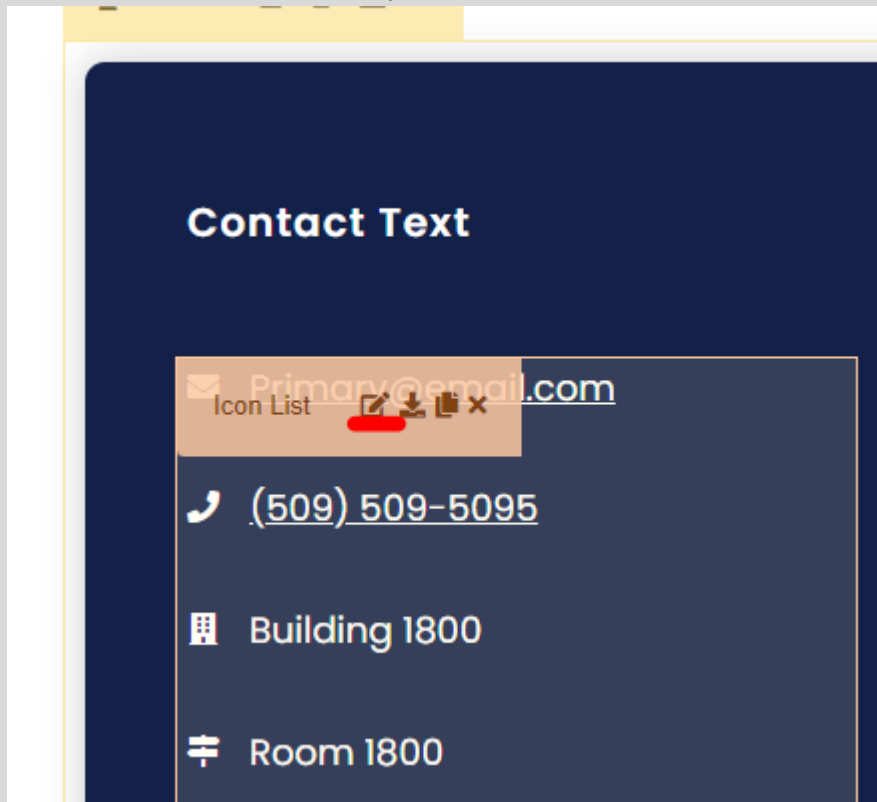 Contact Text
Primary@email.com
Icon List
(509) 509-5095
Building 1800
Room 1800